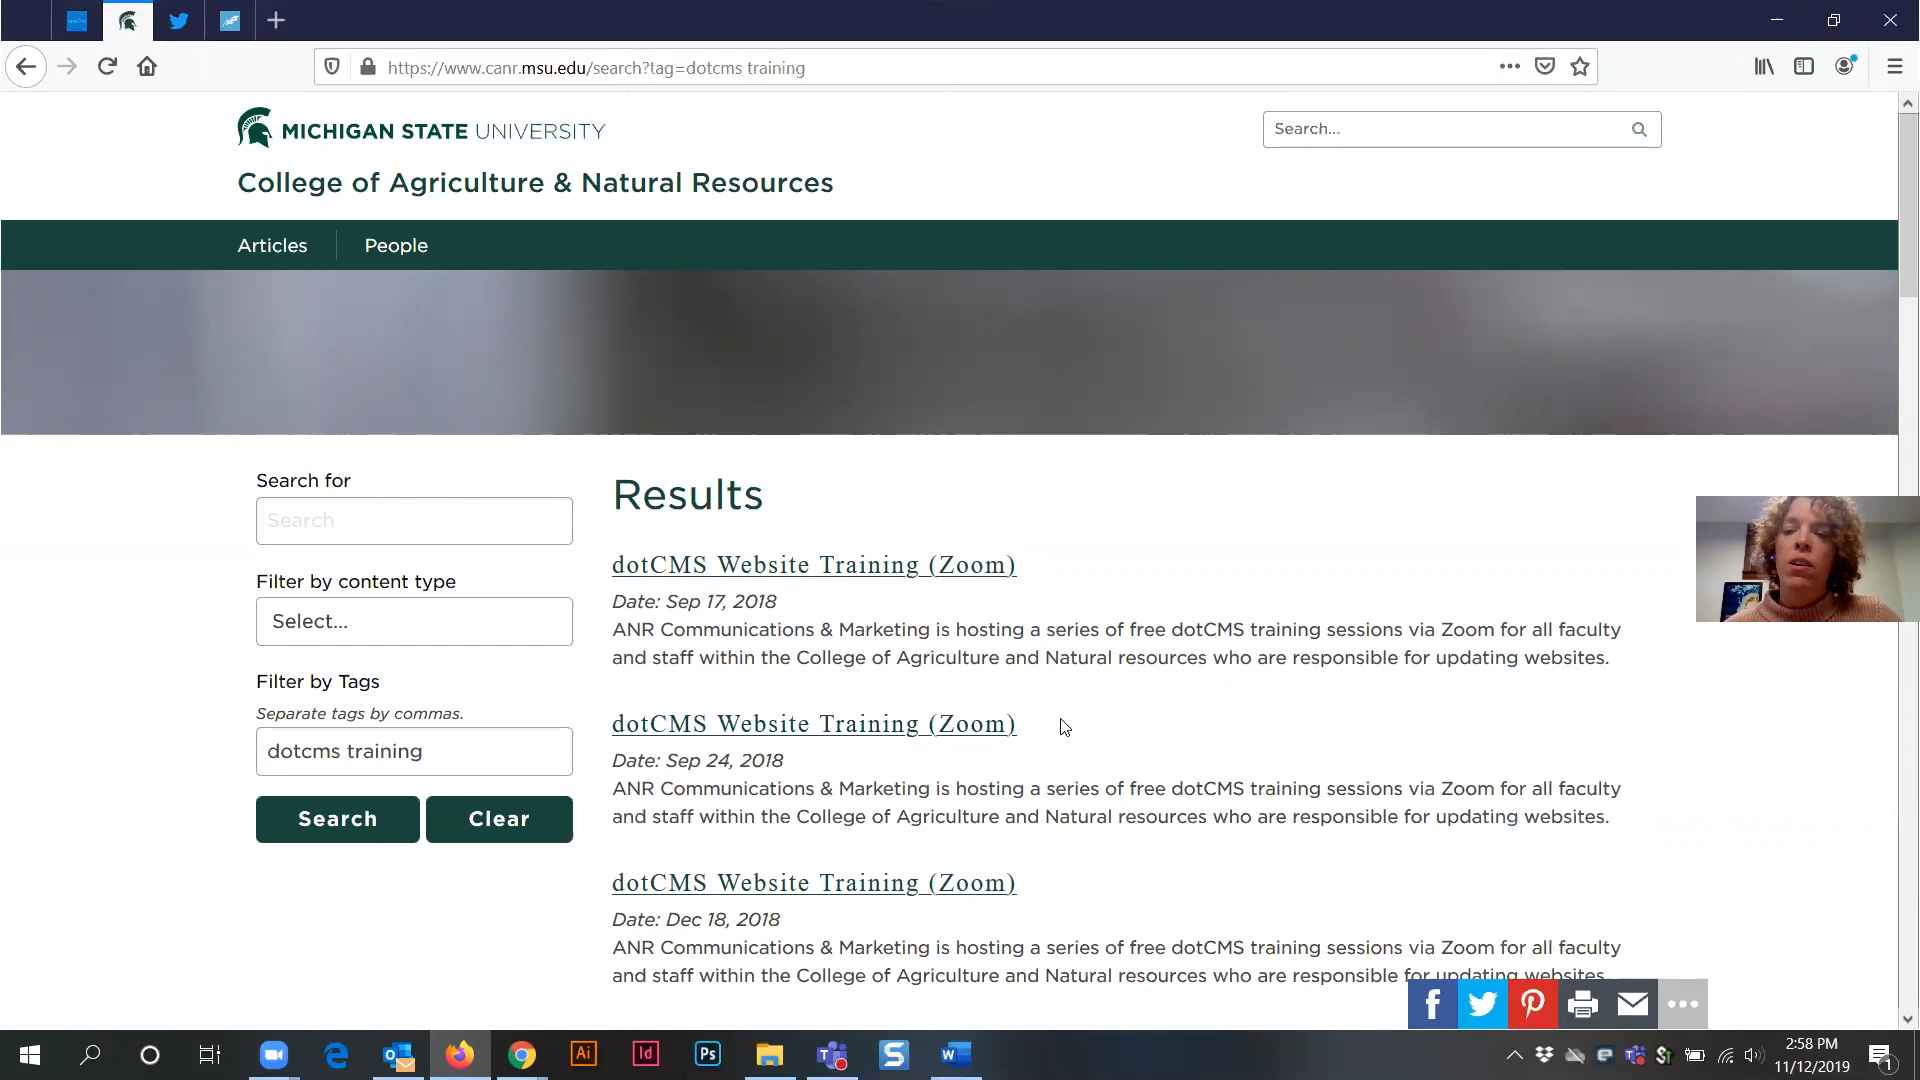 https://www.canr.msu.edu/search?tag=dotcms training
MICHIGAN STATE UNIVERSITY
Search...
College of Agriculture & Natural Resources
Articles
People
Search for
Search
Filter by content type
Select...
Filter by Tags
Separate tags by commas.
dotcms training
Search
Clear
Results
dotCMS Website Training (Zoom)
Date: Sep 17, 2018
ANR Communications & Marketing is hosting a series of free dotCMS training sessions via Zoom for all faculty
and staff within the College of Agriculture and Natural resources who are responsible for updating websites.
dotCMS Website Training (Zoom)
Date: Sep 24, 2018
ANR Communications & Marketing is hosting a series of free dotCMS training sessions via Zoom for all faculty
and staff within the College of Agriculture and Natural resources who are responsible for updating websites.
dotCMS Website Training (Zoom)
Date: Dec 18, 2018
ANR Communications & Marketing is hosting a series of free dotCMS training sessions via Zoom for all faculty
and staff within the College of Agriculture and Natural resources who are responsible for updating websites.
Ai
Id
Ps
2:58 PM
11/12/2019
1